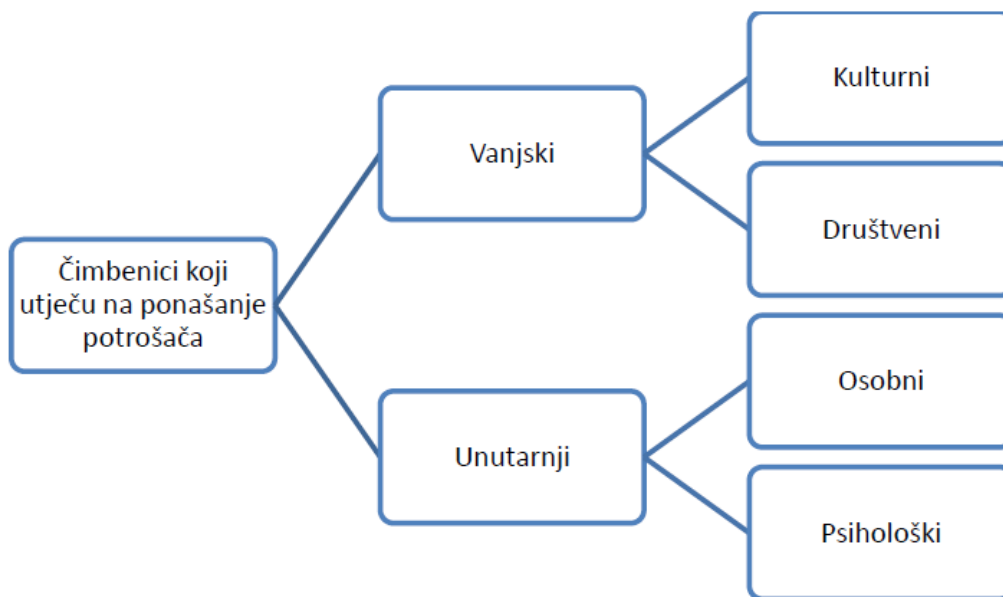 Čimbenici koji
utječu na ponašanje
potrošača
Vanjski
Kulturni
Društveni
Unutarnji
Osobni
Psihološki